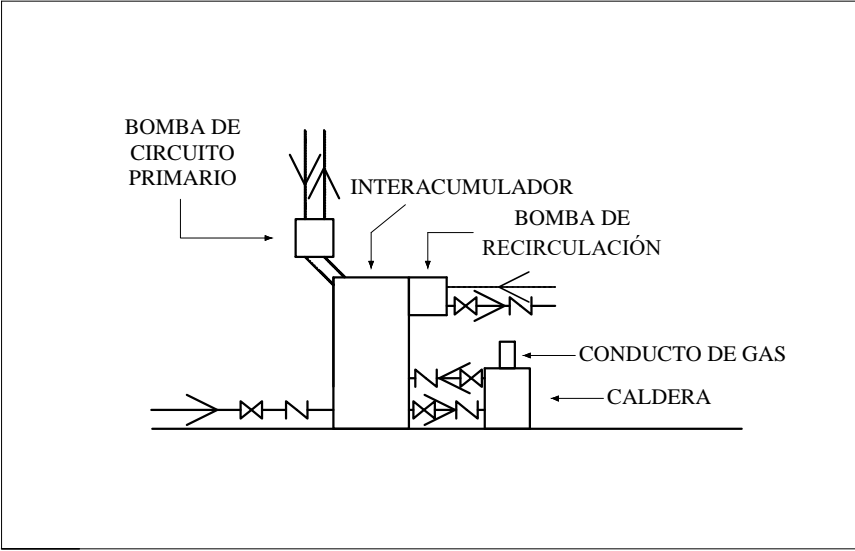 BOMBA DE
CIRCUITO
PRIMARIO
INTERACUMULADOR
BOMBA DE
RECIRCULACIÓN
CONDUCTO DE GAS
CALDERA